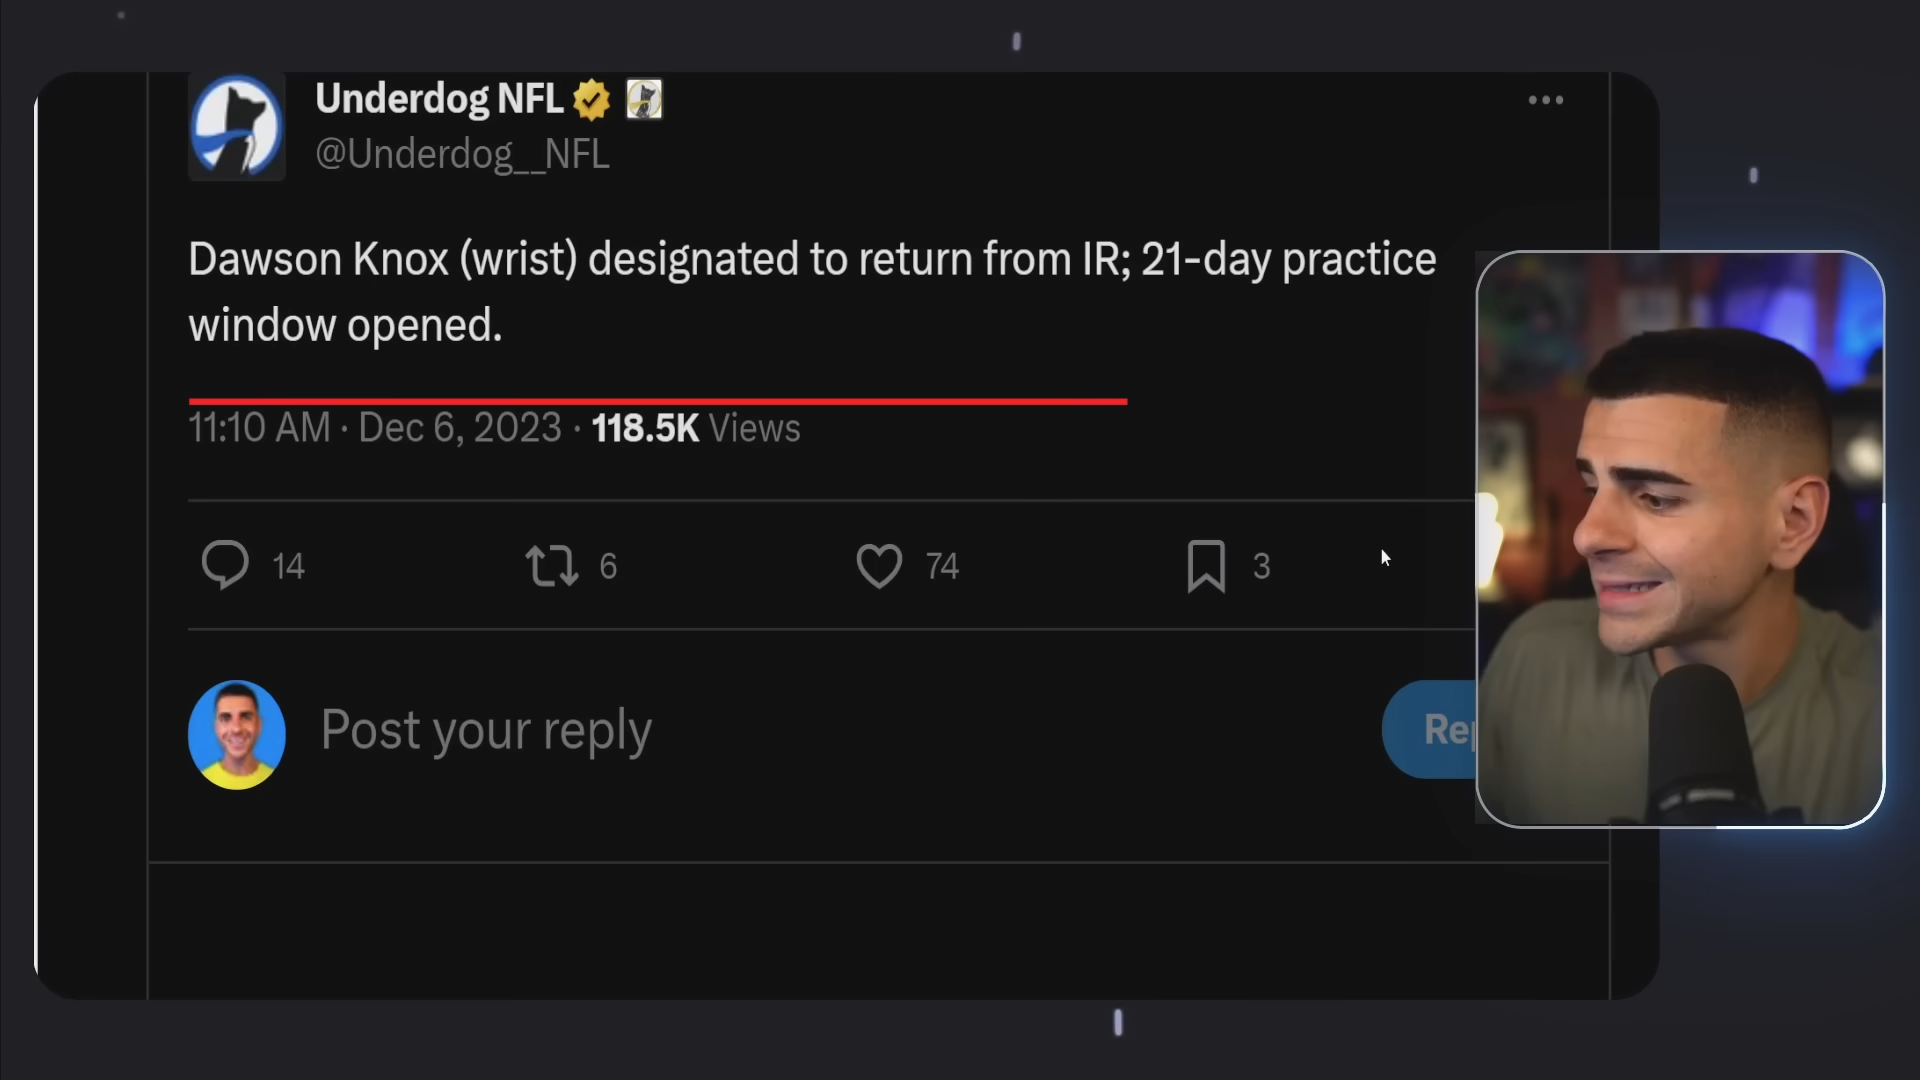 Underdog NFL
@Underdog__NFL
Dawson Knox (wrist) designated to return from IR; 21-day practice
window opened.
11:10 AM · Dec 6, 2023 · 118.5K Views
14 6 74 3
Post your reply
Rep